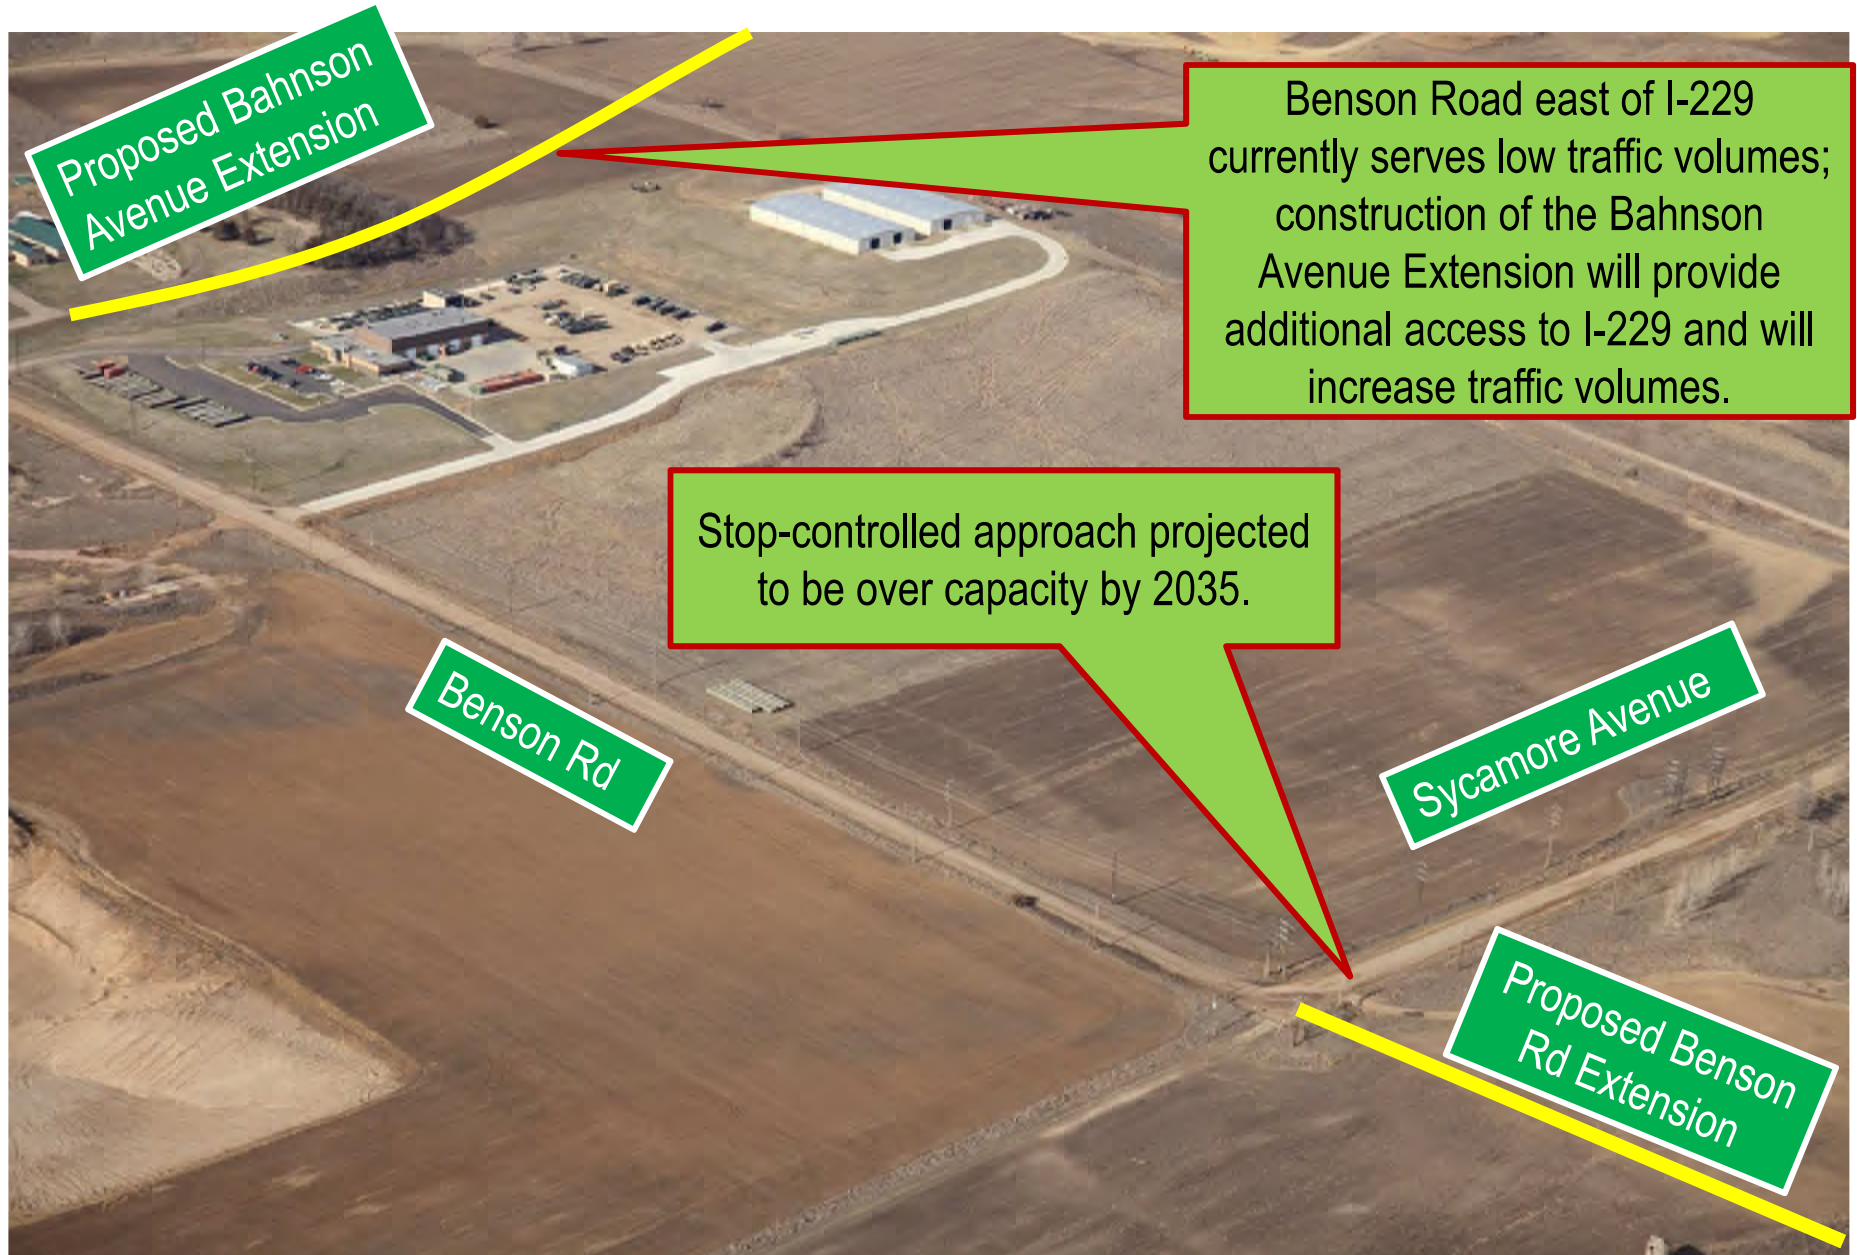 Proposed Bahnson
Avenue Extension
Benson Road east of I-229
currently serves low traffic volumes;
construction of the Bahnson
Avenue Extension will provide
additional access to I-229 and will
increase traffic volumes.
Stop-controlled approach projected
to be over capacity by 2035.
Benson Rd
Sycamore Avenue
Proposed Benson
Rd Extension